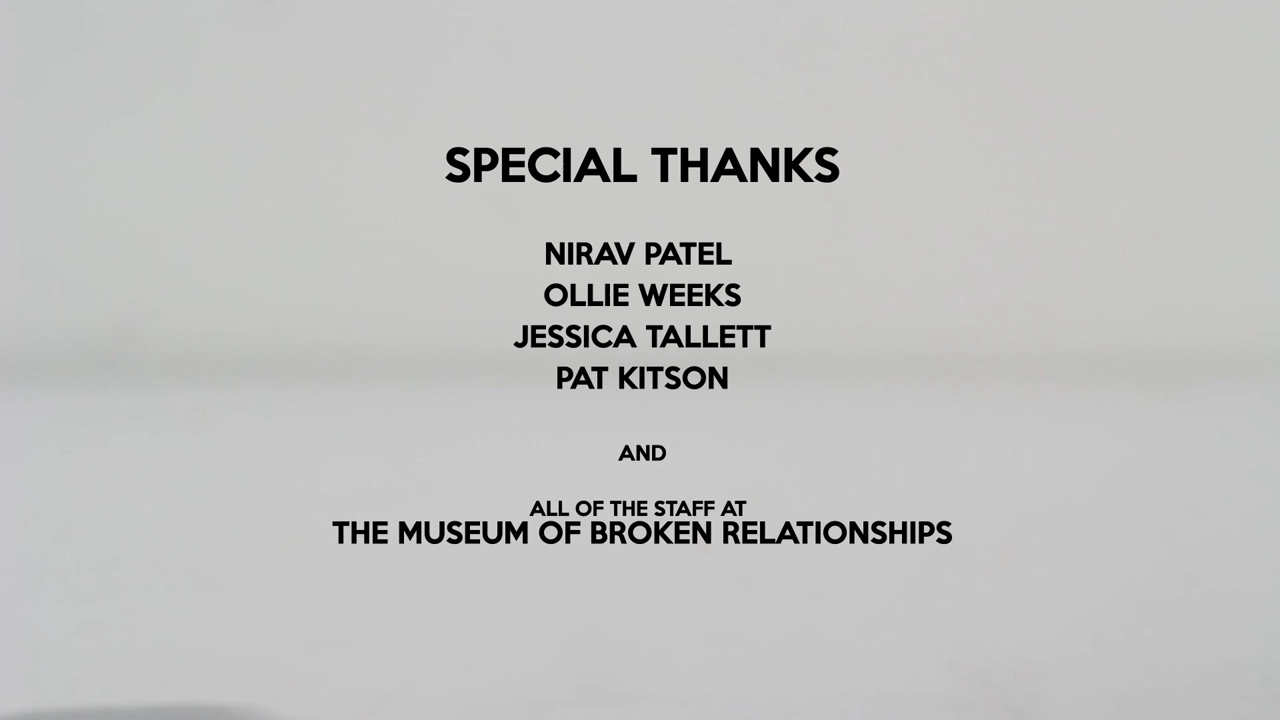 SPECIAL THANKS
NIRAV PATEL
OLLIE WEEKS
JESSICA TALLETT
PAT KITSON
AND
ALL OF THE STAFF AT
THE MUSEUM OF BROKEN RELATIONSHIPS